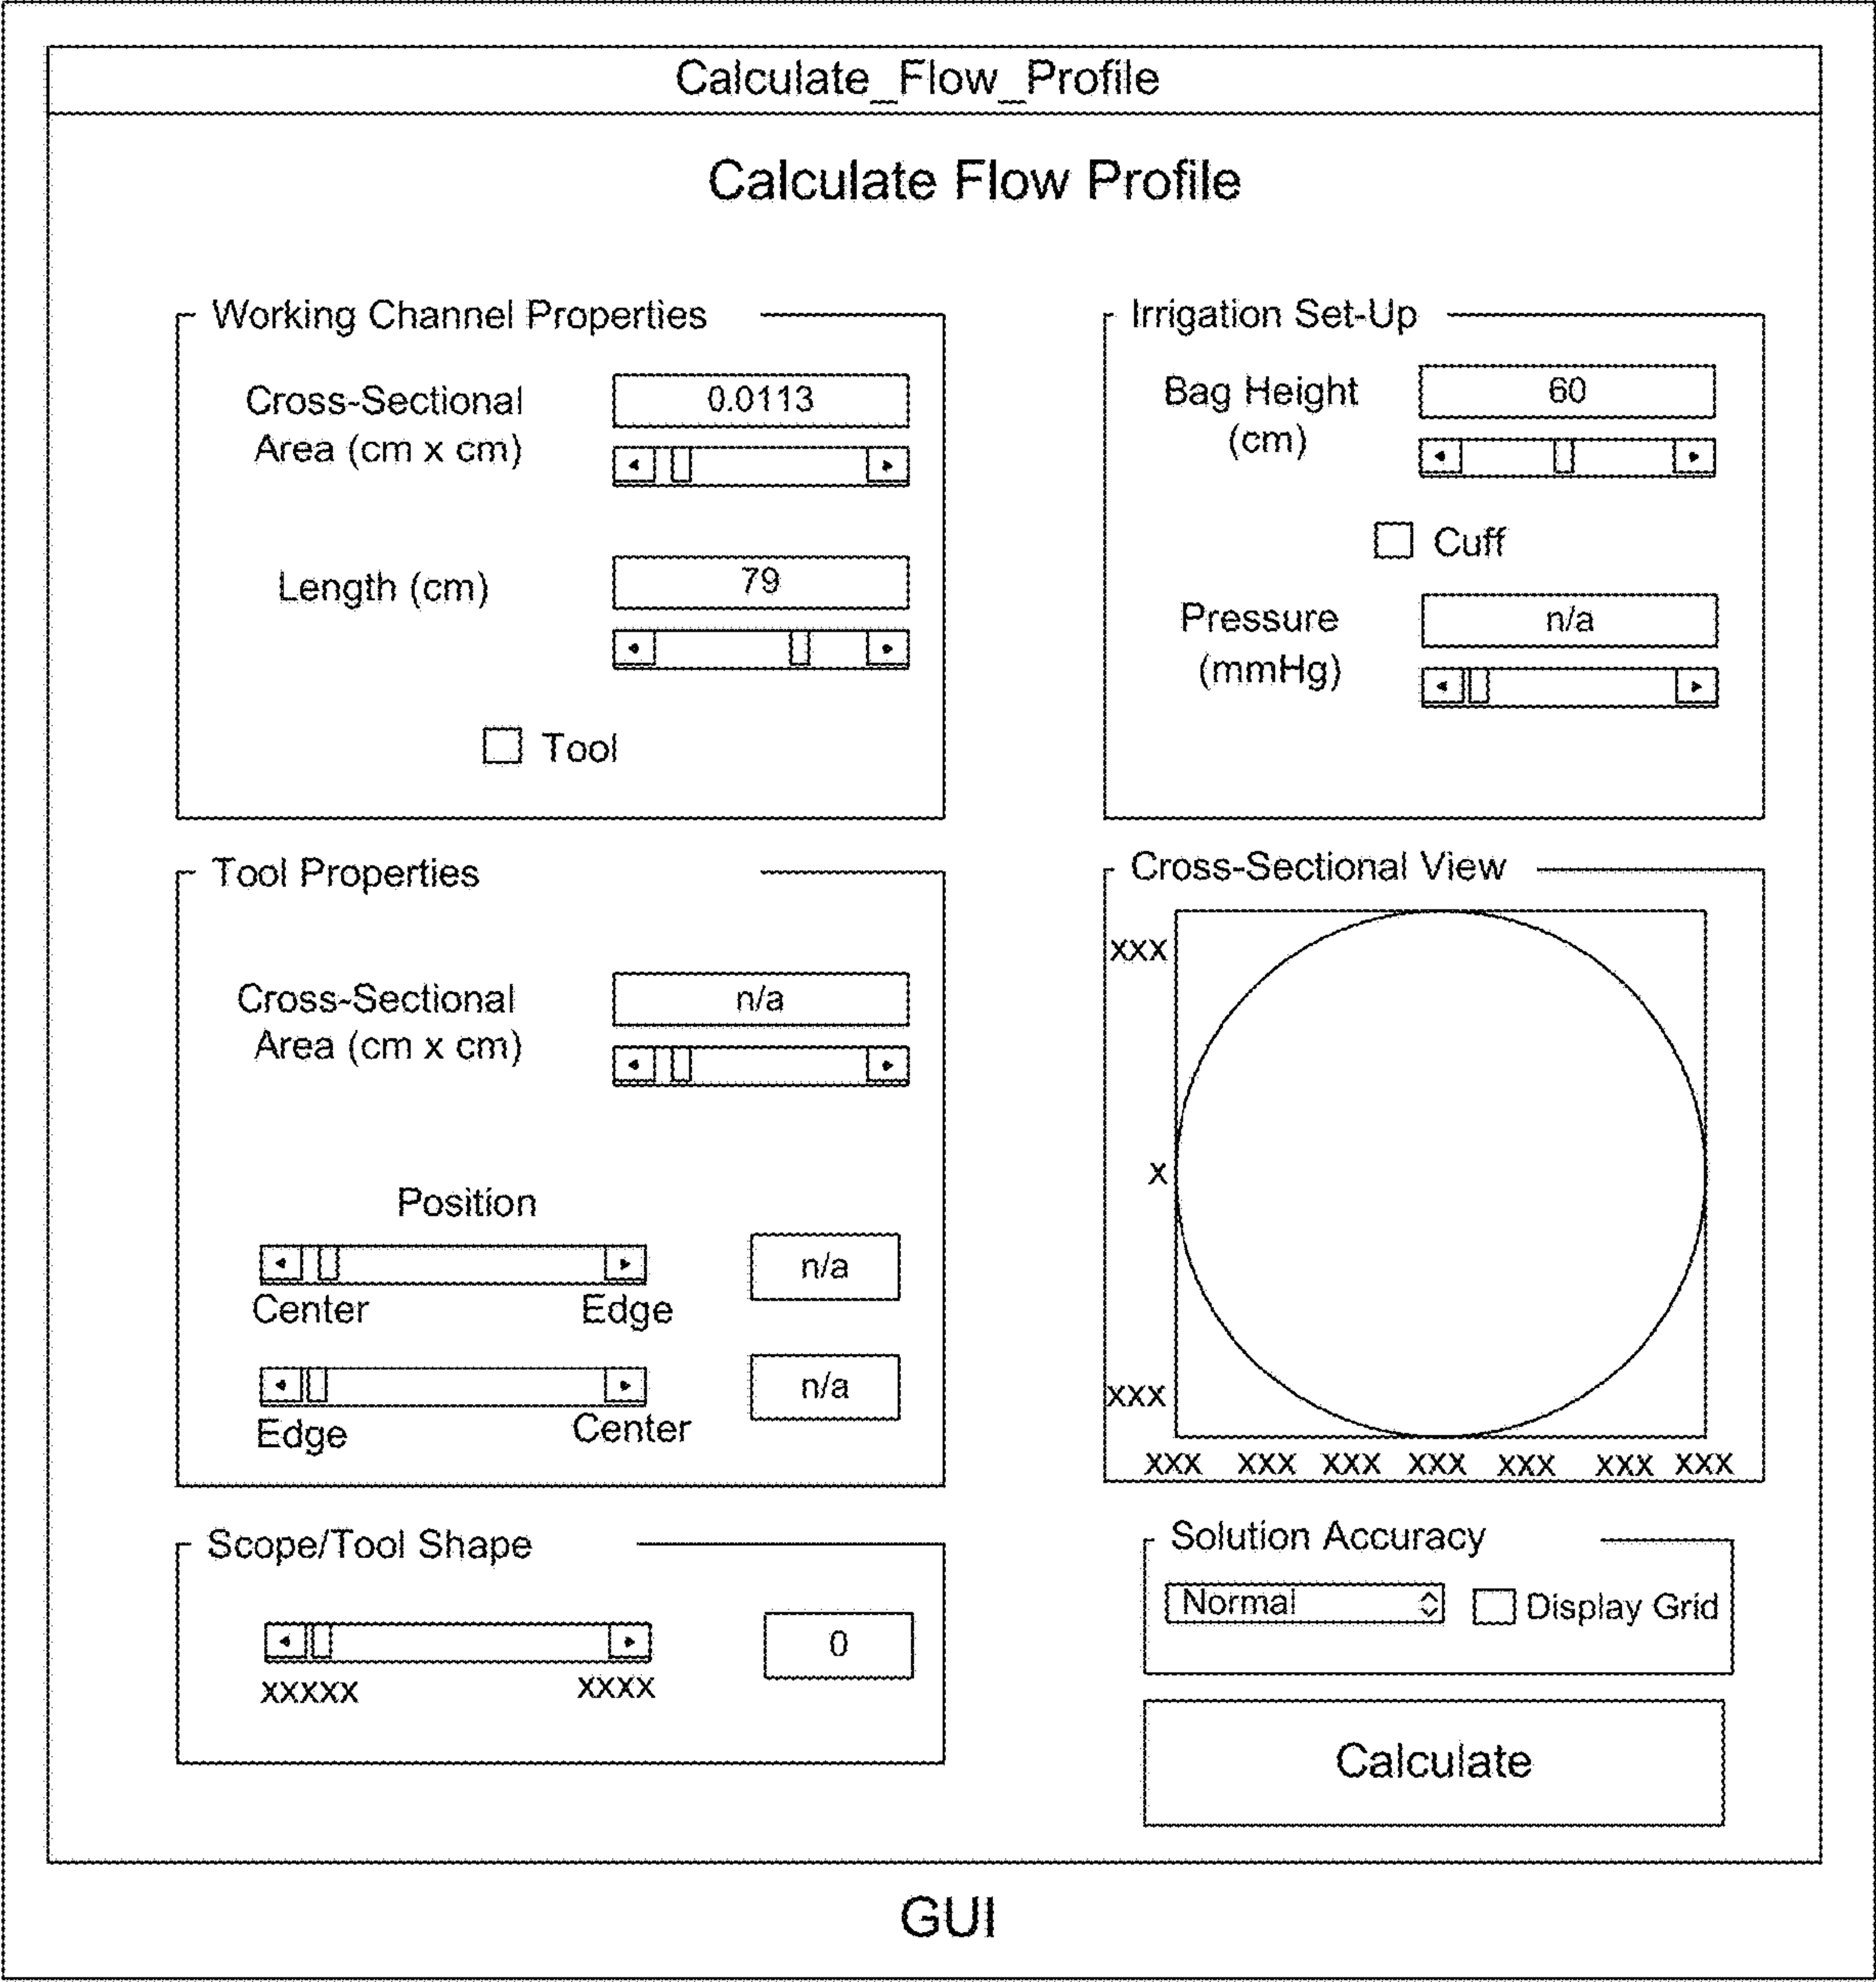 Calculate_Flow_Profile
Calculate Flow Profile
Working Channel Properties
Cross-Sectional
Area (cm x cm)
0.0113
Length (cm)
79
Tool
Irrigation Set-Up
Bag Height
(cm)
60
Cuff
Pressure
(mmHg)
n/a
Tool Properties
Cross-Sectional
Area (cm x cm)
n/a
Position
n/a
Center Edge
n/a
Edge Center
Cross-Sectional View
xxx
x
xxx
xxx xxx xxx xxx xxx xxx xxx
Scope/Tool Shape
0
xxxxx xxxx
Solution Accuracy
Normal Display Grid
Calculate
GUI